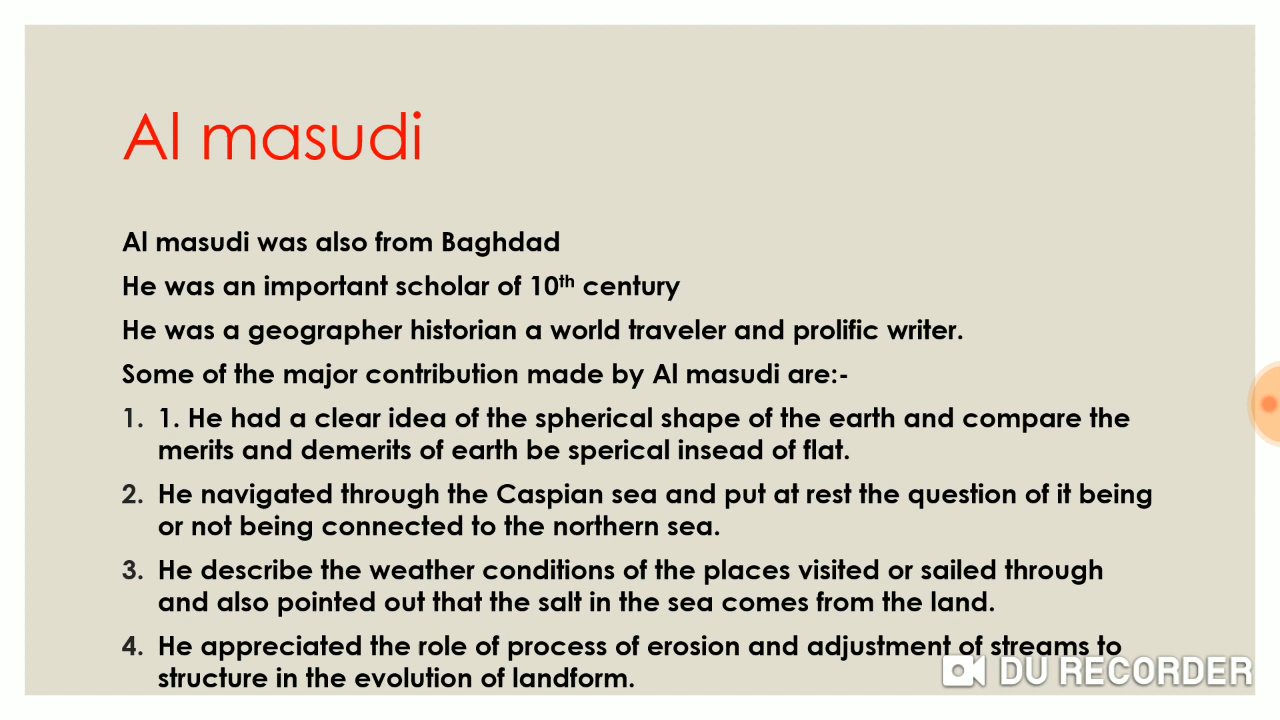 Al masudi
Al masudi was also from Baghdad
He was an important scholar of 10th century
He was a geographer historian a world traveler and prolific writer.
Some of the major contribution made by Al masudi are:-
1. 1. He had a clear idea of the spherical shape of the earth and compare the
merits and demerits of earth be sperical insead of flat.
2. He navigated through the Caspian sea and put at rest the question of it being
or not being connected to the northern sea.
3. He describe the weather conditions of the places visited or sailed through
and also pointed out that the salt in the sea comes from the land.
4. He appreciated the role of process of erosion and adjustment of streams to
structure in the evolution of landform.
DU RECORDER